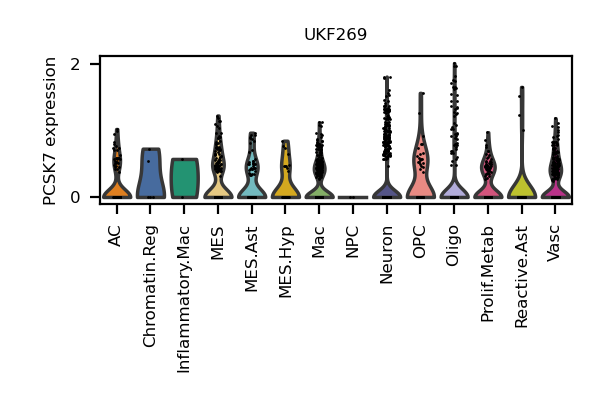 UKF269
PCSK7 expression
2
0
AC
Chromatin.Reg
Inflammatory.Mac
MES
MES.Ast
MES.Hyp
Mac
NPC
Neuron
OPC
Oligo
Prolif.Metab
Reactive.Ast
Vasc